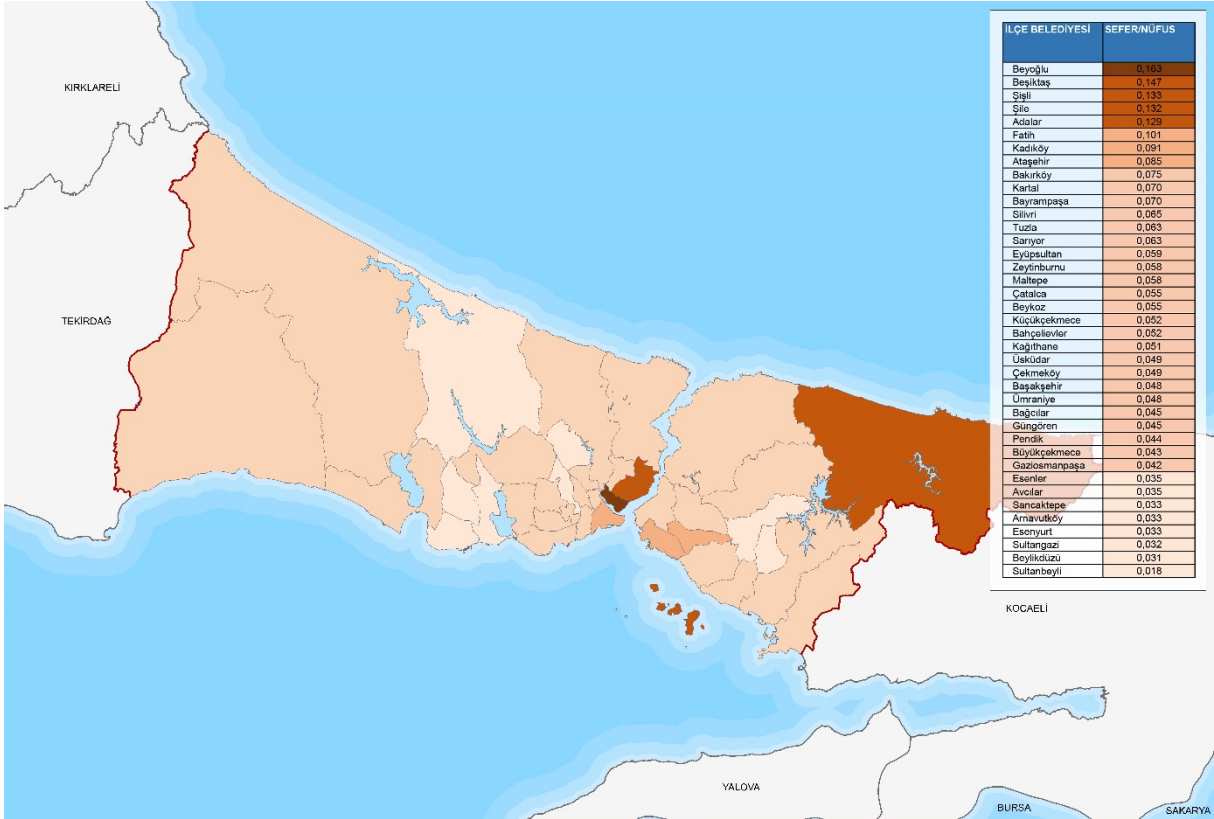 KIRKLARELİ
TEKİRDAĞ
İLÇE BELEDİYESİ SEFER/NÜFUS
Beyoğlu 0,163
Beşiktaş 0,147
Şişli 0,133
Şile 0,132
Adalar 0,129
Fatih 0,101
Kadıköy 0,091
Ataşehir 0,085
Bakırköy 0,075
Kartal 0,070
Bayrampaşa 0,070
Silivri 0,065
Tuzla 0,063
Sarıyer 0,063
Eyüpsultan 0,059
Zeytinburnu 0,058
Maltepe 0,058
Çatalca 0,055
Beykoz 0,055
Küçükçekmece 0,052
Bahçelievler 0,052
Kağıthane 0,051
Üsküdar 0,049
Çekmeköy 0,049
Başakşehir 0,048
Ümraniye 0,048
Bağcılar 0,045
Güngören 0,045
Pendik 0,044
Büyükçekmece 0,043
Gaziosmanpaşa 0,042
Esenler 0,035
Avcılar 0,035
Sancaktepe 0,033
Arnavutköy 0,033
Esenyurt 0,033
Sultangazi 0,032
Beylikdüzü 0,031
Sultanbeyli 0,018
KOCAELİ
YALOVA
BURSA
SAKARYA